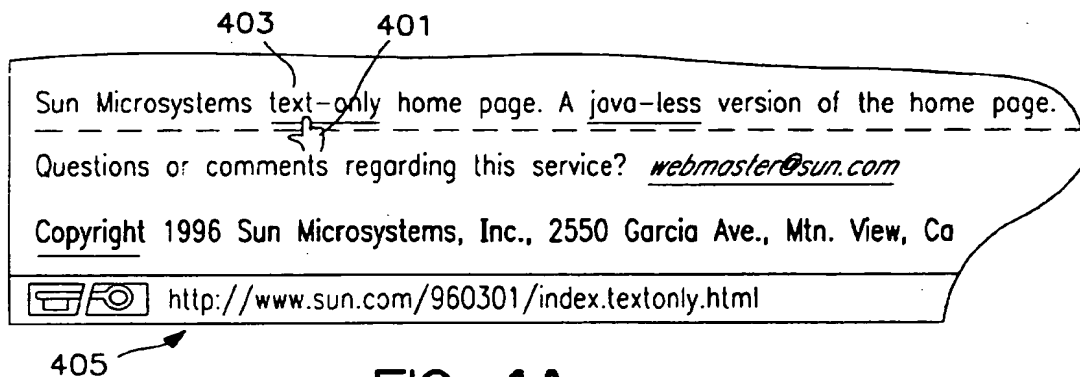 403 401
Sun Microsystems text-only home page. A java-less version of the home page.
Questions or comments regarding this service? webmaster@sun.com
Copyright 1996 Sun Microsystems, Inc., 2550 Garcia Ave., Mtn. View, Ca
http://www.sun.com/960301/index.textonly.html
405